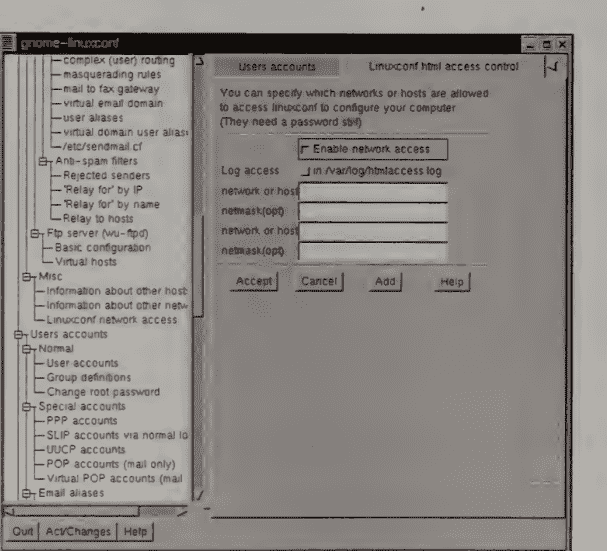 gnome-linuxconf
complex (user) routing
masquerading rules
mail to fax gateway
virtual email domain
user aliases
virtual domain user alias
/etc/sendmail.cf
Anti-spam filters
Rejected senders
'Relay for' by IP
'Relay for' by name
Relay to hosts
Ftp server (wu-ftpd)
Basic configuration
Virtual hosts
Misc
Information about other host
Information about other netw
Linuxconf network access
Users accounts
Normal
User accounts
Group definitions
Change root password
Special accounts
PPP accounts
SLIP accounts via normal lo
UUCP accounts
POP accounts (mail only)
Virtual POP accounts (mail
Email aliases
Quit Act/Changes Help
Users accounts Linuxconf html access control
You can specify which networks or hosts are allowed
to access linuxconf to configure your computer
(They need a password still)
Enable network access
Log access in /var/log/htmlaccess.log
network or host
netmask(opt)
network or host
netmask(opt)
Accept Cancel Add Help